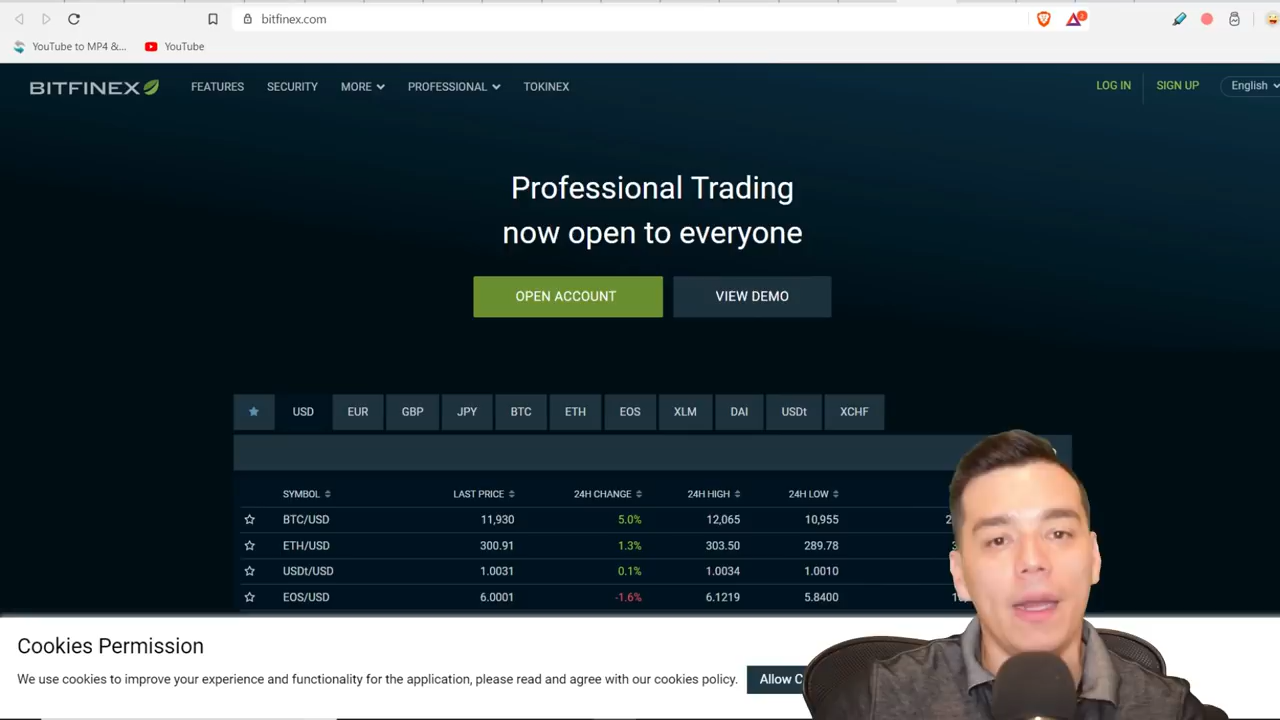 bitfinex.com
2
YouTube to MP4 &... YouTube
BITFINEX FEATURES SECURITY MORE PROFESSIONAL TOKINEX LOG IN SIGN UP English
Professional Trading
now open to everyone
OPEN ACCOUNT VIEW DEMO
USD EUR GBP JPY BTC ETH EOS XLM DAI USDt XCHF
SYMBOL LAST PRICE 24H CHANGE 24H HIGH 24H LOW
BTC/USD 11,930 5.0% 12,065 10,955
ETH/USD 300.91 1.3% 303.50 289.78
USDt/USD 1.0031 0.1% 1.0034 1.0010
EOS/USD 6.0001 -1.6% 6.1219 5.8400
Cookies Permission
We use cookies to improve your experience and functionality for the application, please read and agree with our cookies policy. Allow C